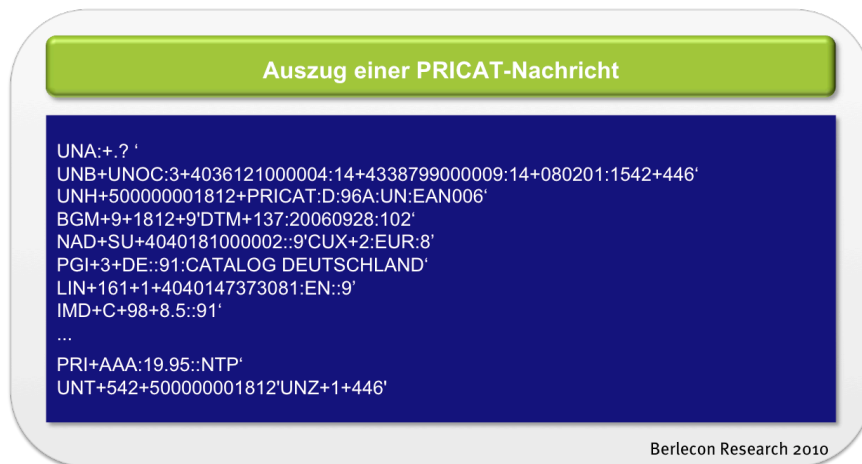 Auszug einer PRICAT-Nachricht
UNA:+.? ‘
UNB+UNOC:3+4036121000004:14+4338799000009:14+080201:1542+446‘
UNH+500000001812+PRICAT:D:96A:UN:EAN006‘
BGM+9+1812+9'DTM+137:20060928:102‘
NAD+SU+4040181000002::9'CUX+2:EUR:8’
PGI+3+DE::91:CATALOG DEUTSCHLAND‘
LIN+161+1+4040147373081:EN::9’
IMD+C+98+8.5::91‘
...
PRI+AAA:19.95::NTP‘
UNT+542+500000001812'UNZ+1+446'
Berlecon Research 2010